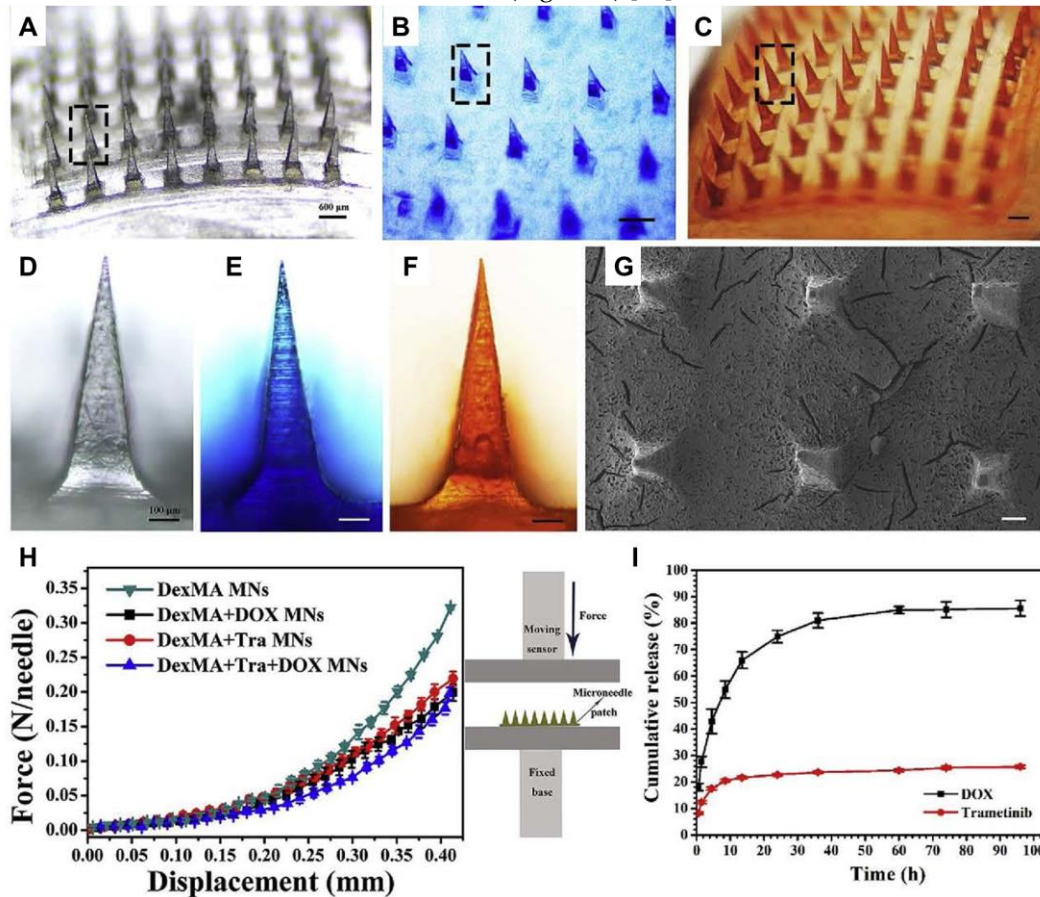 A
B
C
600 μm
D
E
F
G
100 μm
H
DexMA MNs
DexMA+DOX MNs
DexMA+Tra MNs
DexMA+Tra+DOX MNs
Force (N/needle)
0.35
0.30
0.25
0.20
0.15
0.10
0.05
0.00
0.00 0.05 0.10 0.15 0.20 0.25 0.30 0.35 0.40
Displacement (mm)
Moving
sensor
Force
Microneedle
patch
Fixed
base
I
Cumulative release (%)
100
90
80
70
60
50
40
30
20
10
0
DOX
Trametinib
0 10 20 30 40 50 60 70 80 90 100
Time (h)